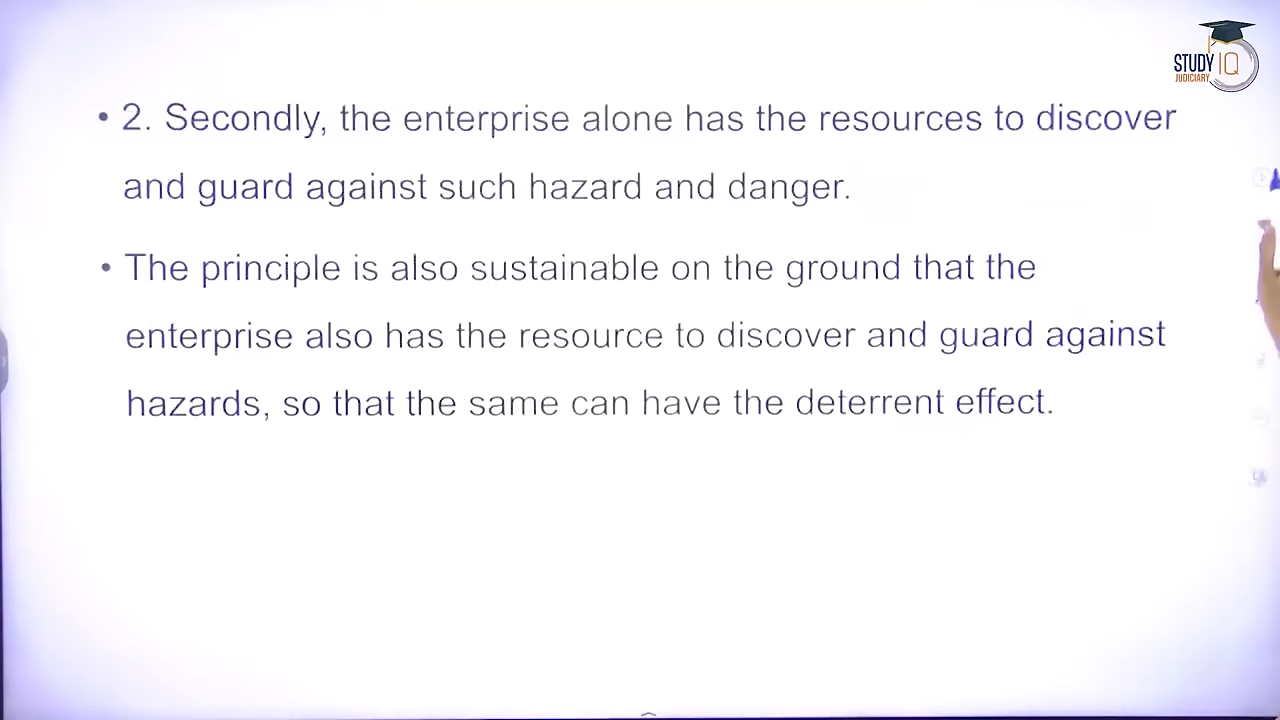 STUDY IQ
JUDICIARY
• 2. Secondly, the enterprise alone has the resources to discover
and guard against such hazard and danger.
• The principle is also sustainable on the ground that the
enterprise also has the resource to discover and guard against
hazards, so that the same can have the deterrent effect.